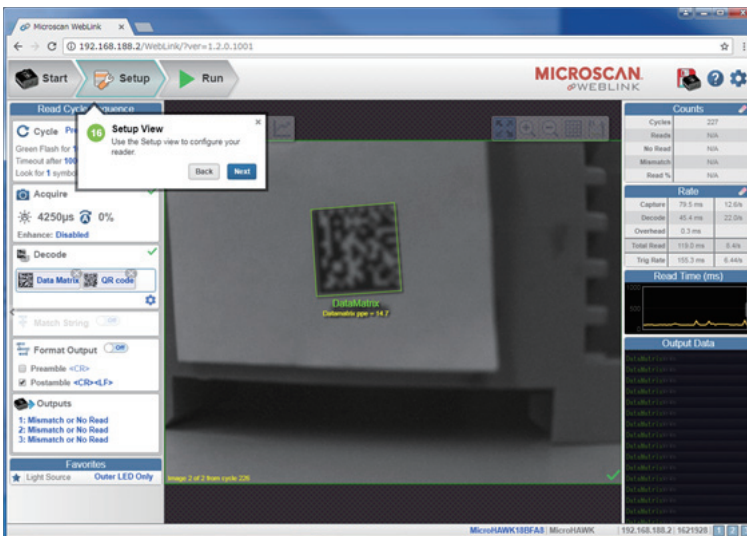 Microscan WebLink
192.168.188.2/WebLink/?ver=1.2.0.1001
Start
Setup
Run
MICROSCAN.
WEBLINK
Read Cycle Sequence
Cycle
Green Flash for
Timeout after
Look for 1
16
Setup View
Use the Setup view to configure your
reader.
Back
Next
Acquire
4250µs
0%
Enhance: Disabled
Decode
Data Matrix
QR code
Match String
Off
Format Output
Off
Preamble <CR>
Postamble <CR><LF>
Outputs
1: Mismatch or No Read
2: Mismatch or No Read
3: Mismatch or No Read
Favorites
Light Source Outer LED Only
DataMatrix
Datamatrix ppe = 14.7
Image 2 of 2 from cycle 226
Counts
Cycles 227
Reads N/A
No Read N/A
Mismatch N/A
Read % N/A
Rate
Capture 79.5 ms 12.6/s
Decode 45.4 ms 22.0/s
Overhead 0.3 ms
Total Read 119.0 ms 8.4/s
Trig Rate 155.3 ms 6.44/s
Read Time (ms)
1000
500
Output Data
MicroHAWK18BFA8 MicroHAWK 192.168.188.2 1621928 1 2